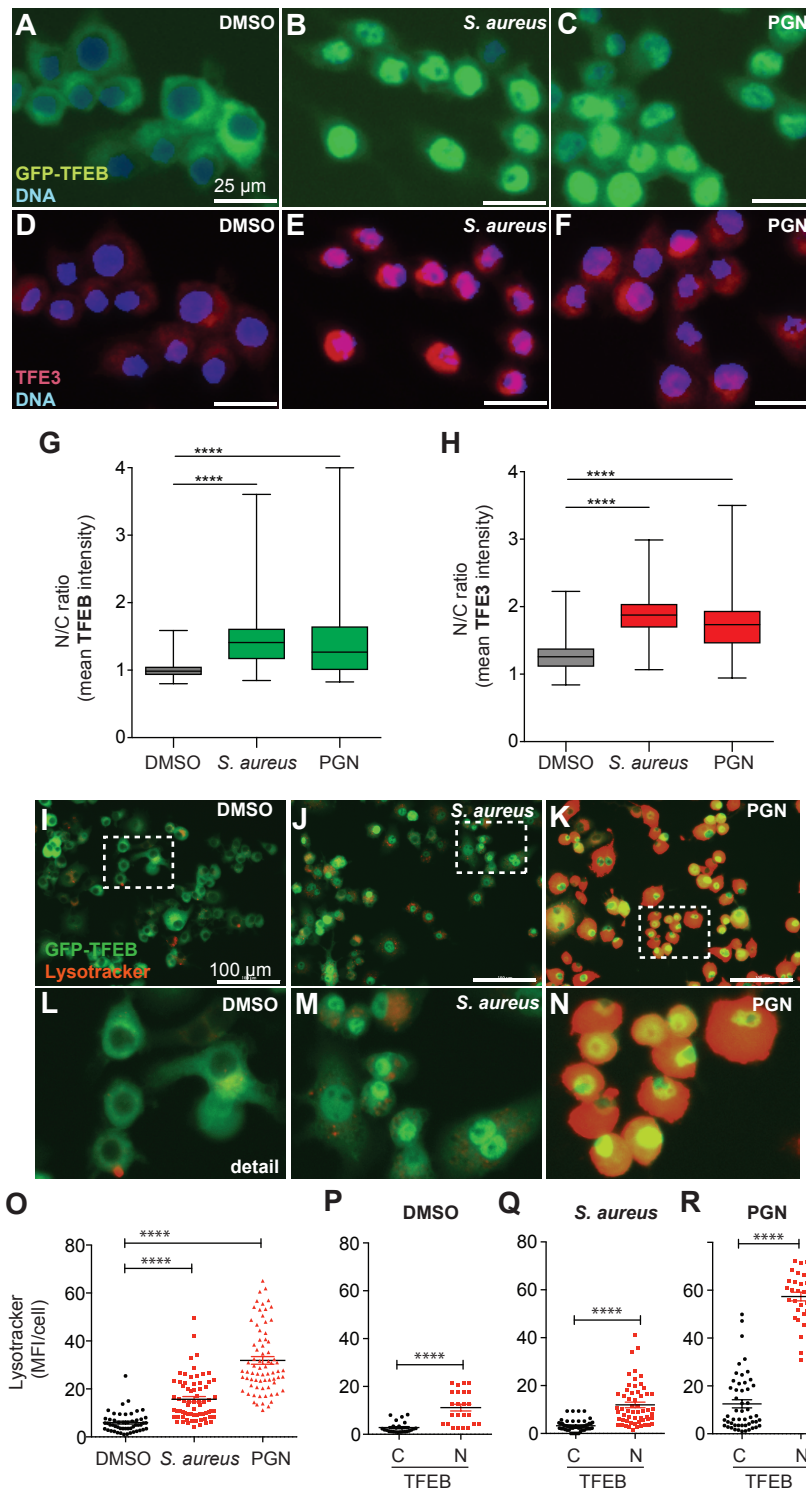 A DMSO
B S. aureus
C PGN
GFP-TFEB
DNA
25 µm
D DMSO
E S. aureus
F PGN
TFE3
DNA
G
N/C ratio
(mean TFEB intensity)
****
****
4
3
2
1
0
DMSO S. aureus PGN
H
N/C ratio
(mean TFE3 intensity)
****
****
4
3
2
1
0
DMSO S. aureus PGN
I DMSO
J S. aureus
K PGN
GFP-TFEB
Lysotracker
100 µm
L DMSO
detail
M S. aureus
N PGN
O
Lysotracker
(MFI/cell)
****
****
80
60
40
20
0
DMSO S. aureus PGN
P DMSO
****
80
60
40
20
0
C N
TFEB
Q S. aureus
****
80
60
40
20
0
C N
TFEB
R PGN
****
80
60
40
20
0
C N
TFEB